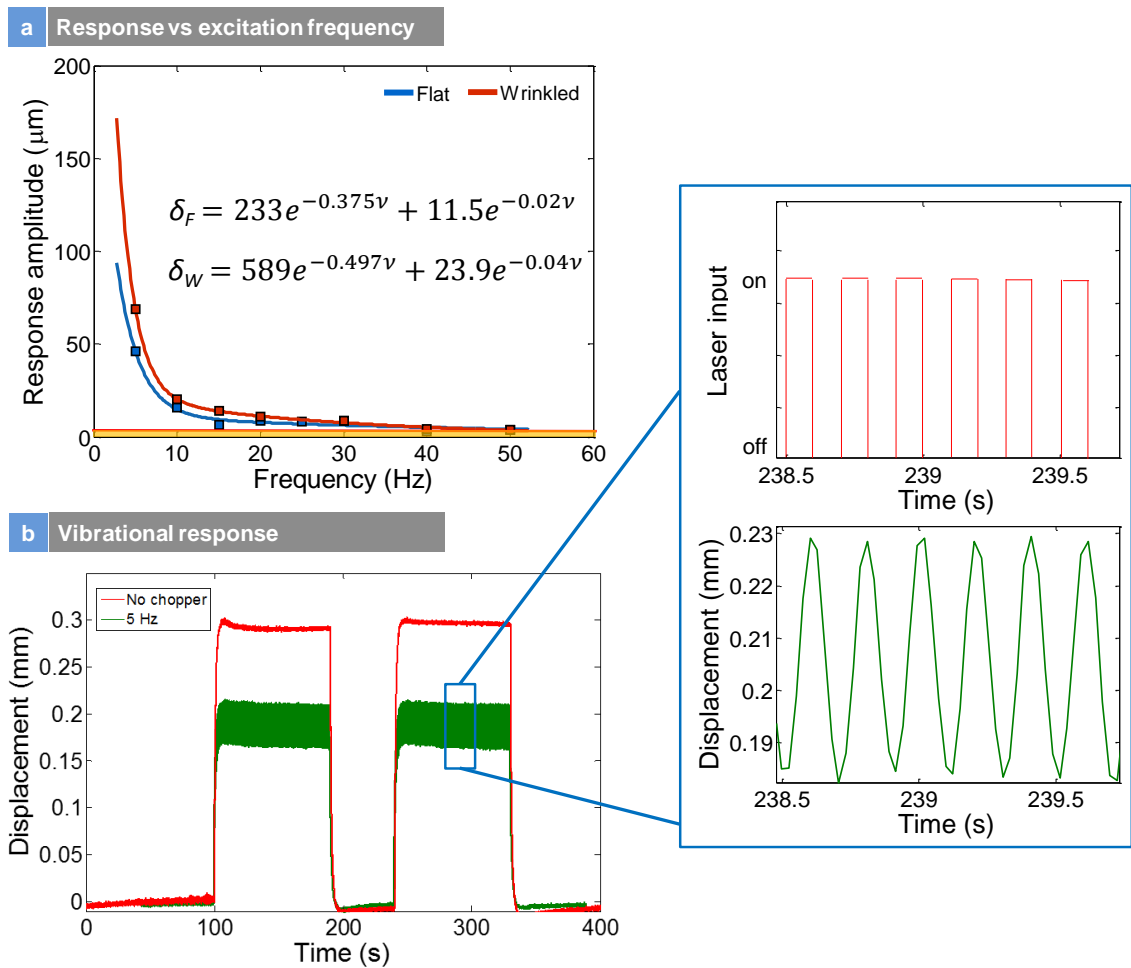 a Response vs excitation frequency
200
150
100
50
0
Response amplitude (μm)
Flat Wrinkled
δ_F = 233e^{-0.375ν} + 11.5e^{-0.02ν}
δ_W = 589e^{-0.497ν} + 23.9e^{-0.04ν}
0 10 20 30 40 50 60
Frequency (Hz)
b Vibrational response
No chopper
5 Hz
0.3
0.25
0.2
0.15
0.1
0.05
0
Displacement (mm)
0 100 200 300 400
Time (s)
Laser input
on
off
238.5 239 239.5
Time (s)
Displacement (mm)
0.23
0.22
0.21
0.2
0.19
238.5 239 239.5
Time (s)